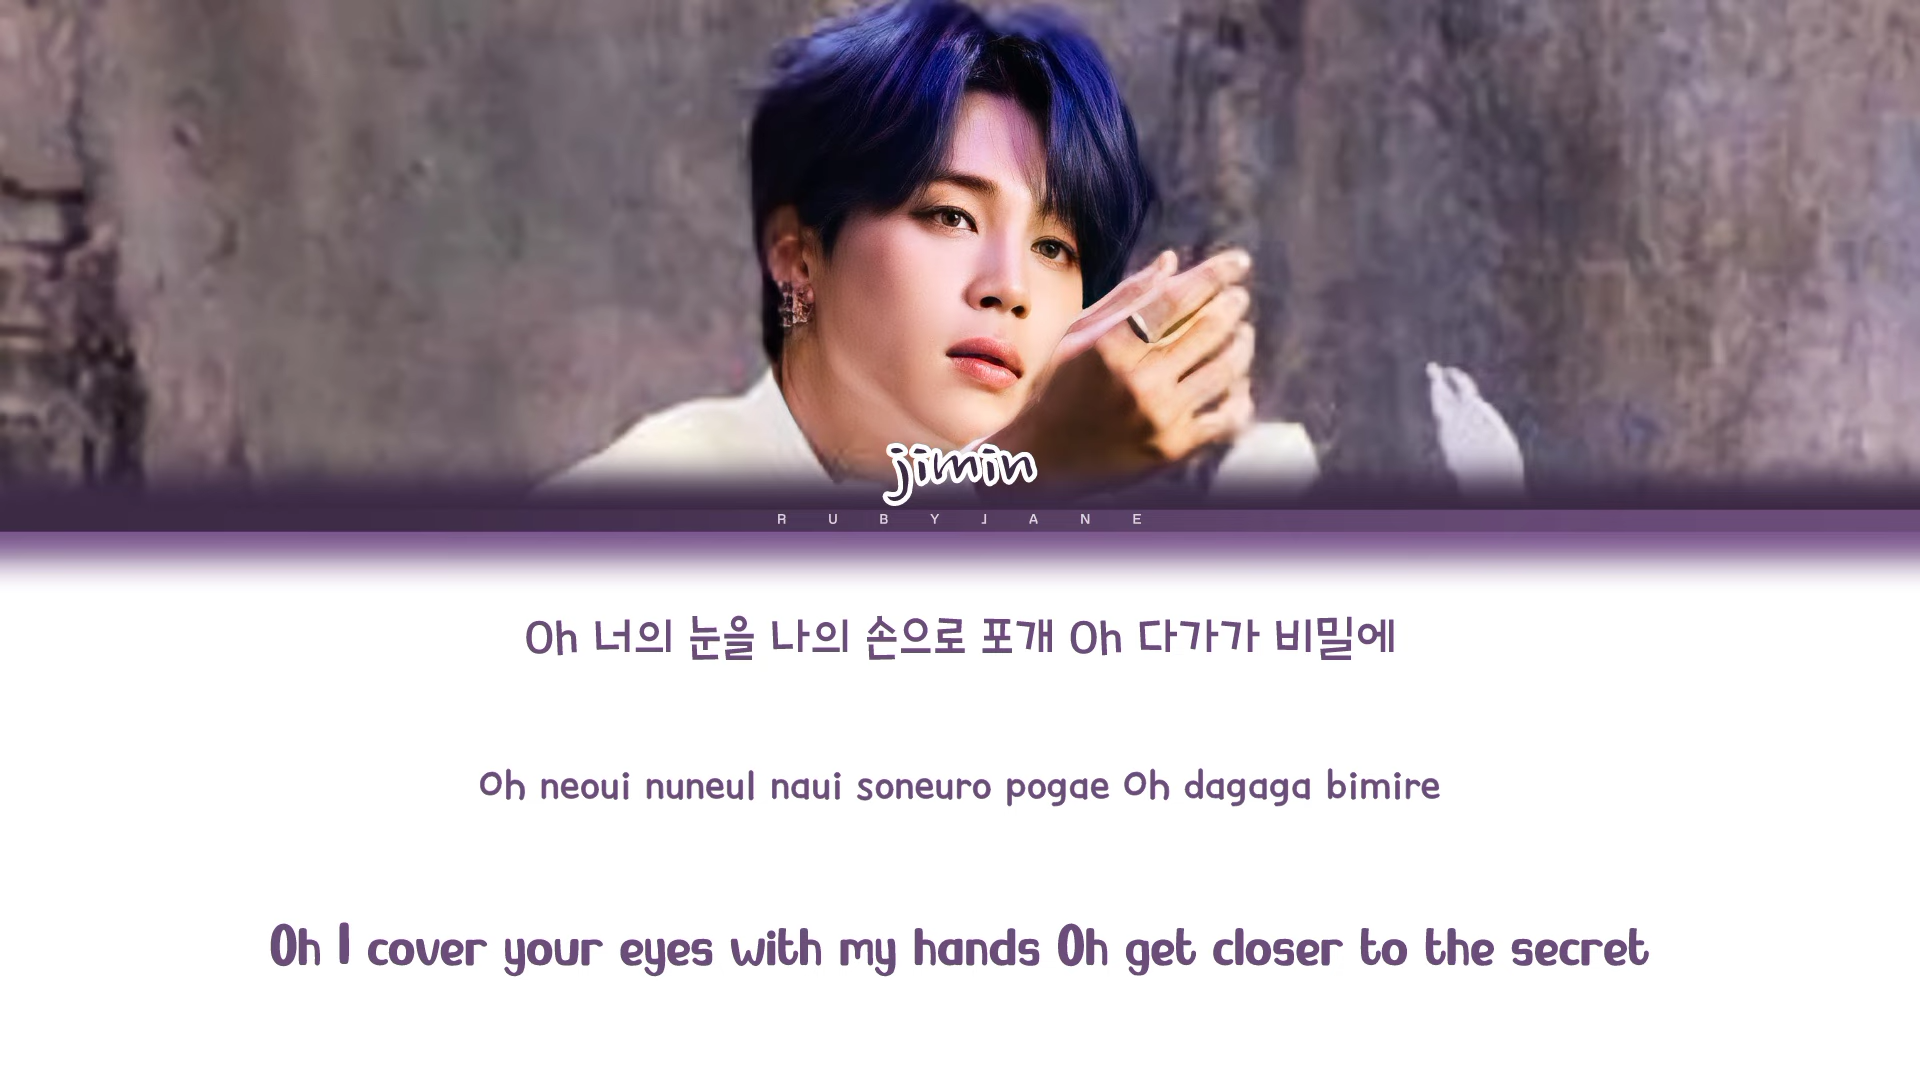 jimin
RUBYJANE
Oh 너의 눈을 나의 손으로 포개 Oh 다가가 비밀에
Oh neoui nuneul naui soneuro pogae Oh dagaga bimire
Oh I cover your eyes with my hands Oh get closer to the secret